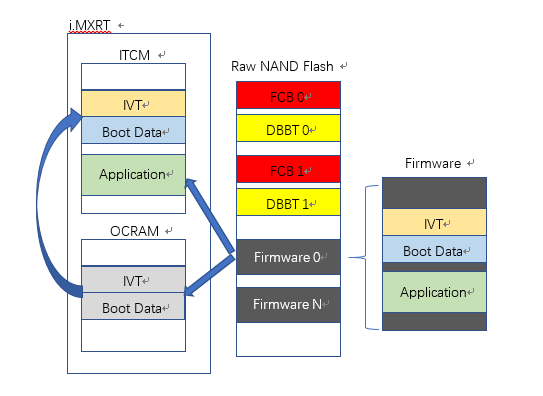 i.MXRT
ITCM
IVT
Boot Data
Application
OCRAM
IVT
Boot Data
Raw NAND Flash
FCB 0
DBBT 0
FCB 1
DBBT 1
Firmware 0
Firmware N
Firmware
IVT
Boot Data
Application